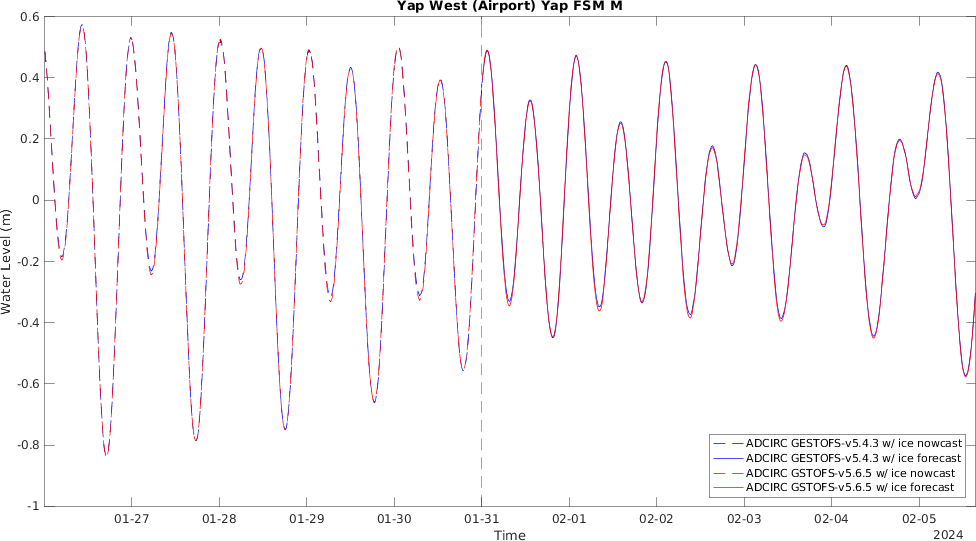 Yap West (Airport) Yap FSM M
Water Level (m)
0.6
0.4
0.2
0
-0.2
-0.4
-0.6
-0.8
-1
01-27
01-28
01-29
01-30
01-31
02-01
02-02
02-03
02-04
02-05
Time
2024
ADCIRC GESTOFS-v5.4.3 w/ ice nowcast
ADCIRC GESTOFS-v5.4.3 w/ ice forecast
ADCIRC GSTOFS-v5.6.5 w/ ice nowcast
ADCIRC GSTOFS-v5.6.5 w/ ice forecast